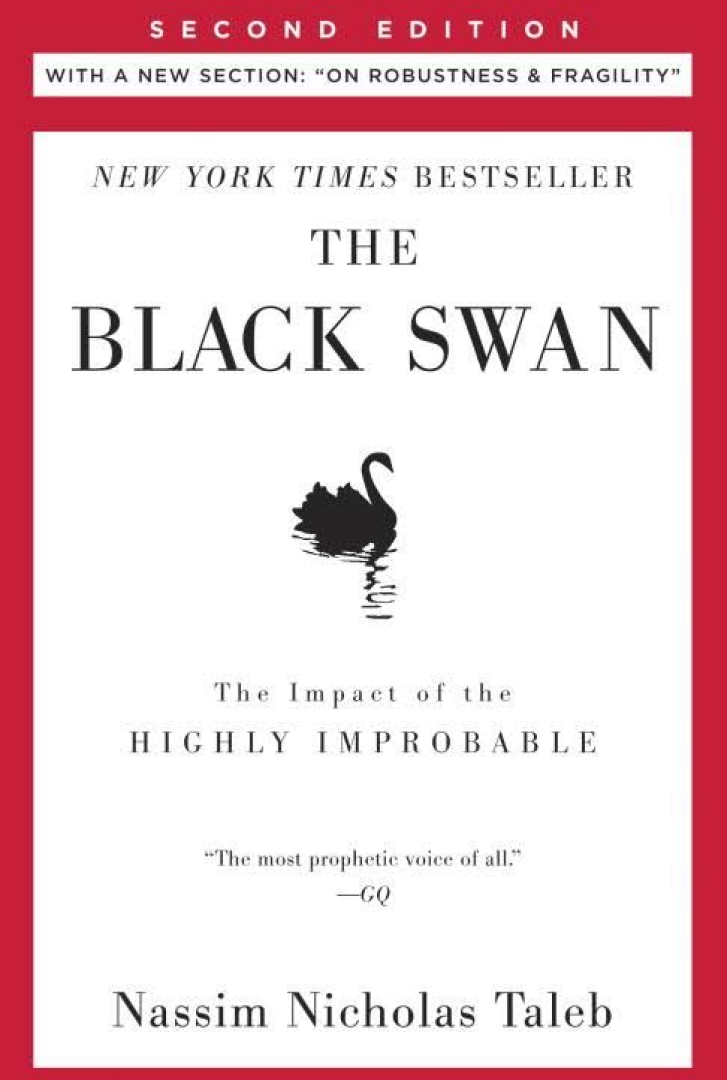 SECOND EDITION
WITH A NEW SECTION: “ON ROBUSTNESS & FRAGILITY”
NEW YORK TIMES BESTSELLER
THE
BLACK SWAN
The Impact of the
HIGHLY IMPROBABLE
“The most prophetic voice of all.”
—GQ
Nassim Nicholas Taleb